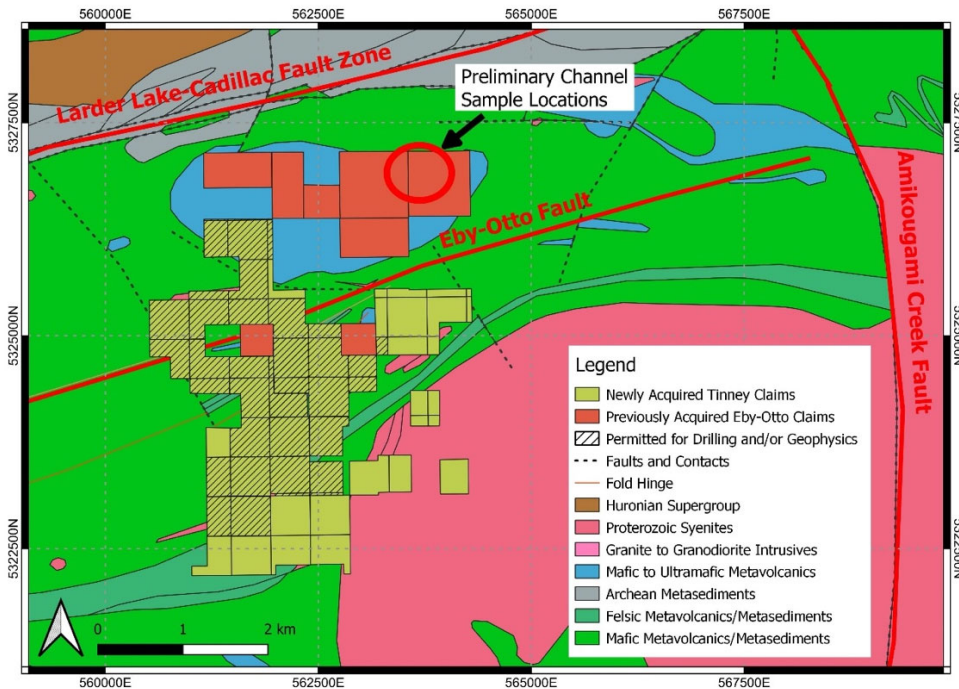 560000E
562500E
565000E
567500E
Larder Lake-Cadillac Fault Zone
Preliminary Channel
Sample Locations
5327500N
5327500N
Eby-Otto Fault
Amikougami Creek Fault
5325000N
5325000N
Legend
Newly Acquired Tinney Claims
Previously Acquired Eby-Otto Claims
Permitted for Drilling and/or Geophysics
Faults and Contacts
Fold Hinge
Huronian Supergroup
Proterozoic Syenites
Granite to Granodiorite Intrusives
Mafic to Ultramafic Metavolcanics
Archean Metasediments
Felsic Metavolcanics/Metasediments
Mafic Metavolcanics/Metasediments
5322500N
5322500N
0 1 2 km
560000E
562500E
565000E
567500E